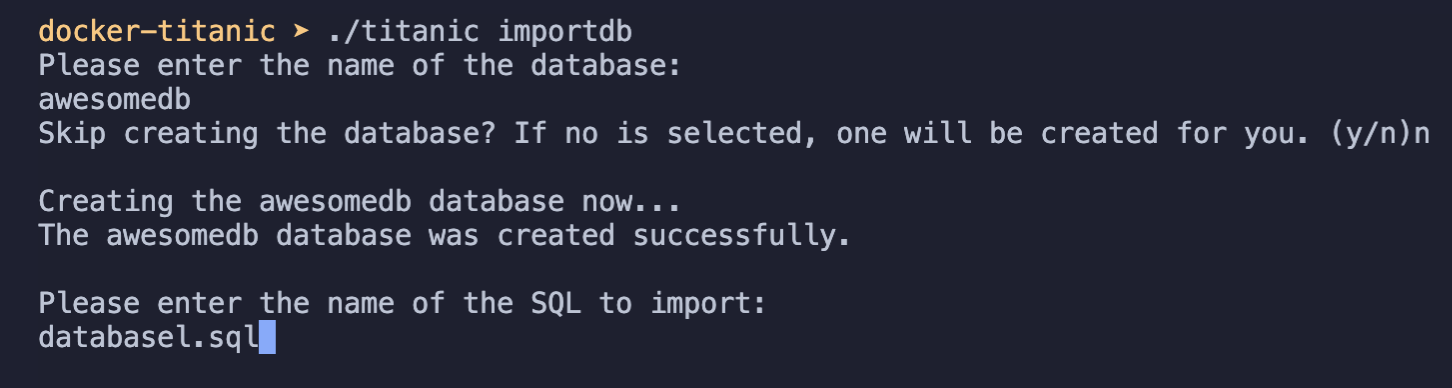 docker-titanic ➤ ./titanic importdb
Please enter the name of the database:
awesomedb
Skip creating the database? If no is selected, one will be created for you. (y/n)n
Creating the awesomedb database now...
The awesomedb database was created successfully.
Please enter the name of the SQL to import:
databasel.sql